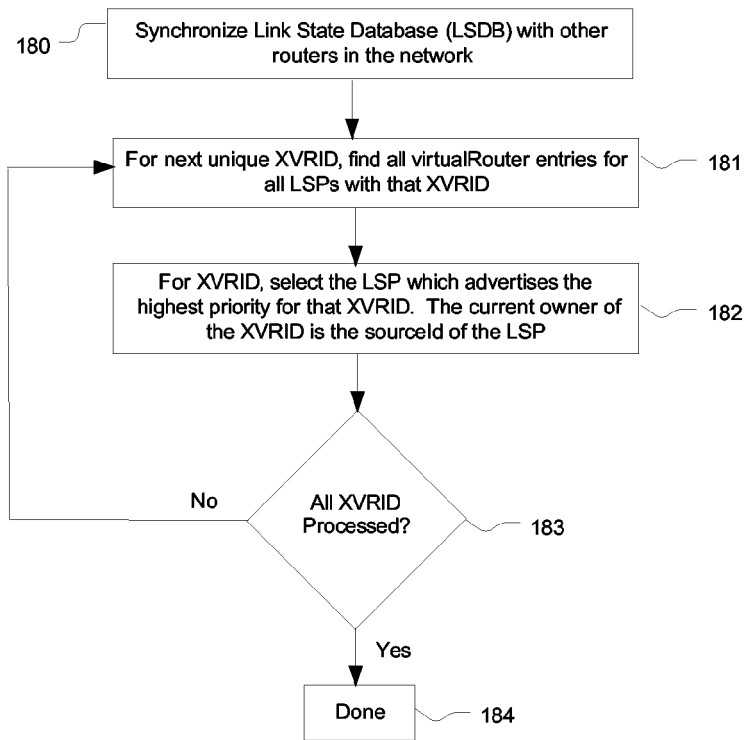 Synchronize Link State Database (LSDB) with other
routers in the network
180
For next unique XVRID, find all virtualRouter entries for
all LSPs with that XVRID
181
For XVRID, select the LSP which advertises the
highest priority for that XVRID. The current owner of
the XVRID is the sourceId of the LSP
182
No
All XVRID
Processed?
183
Yes
Done
184